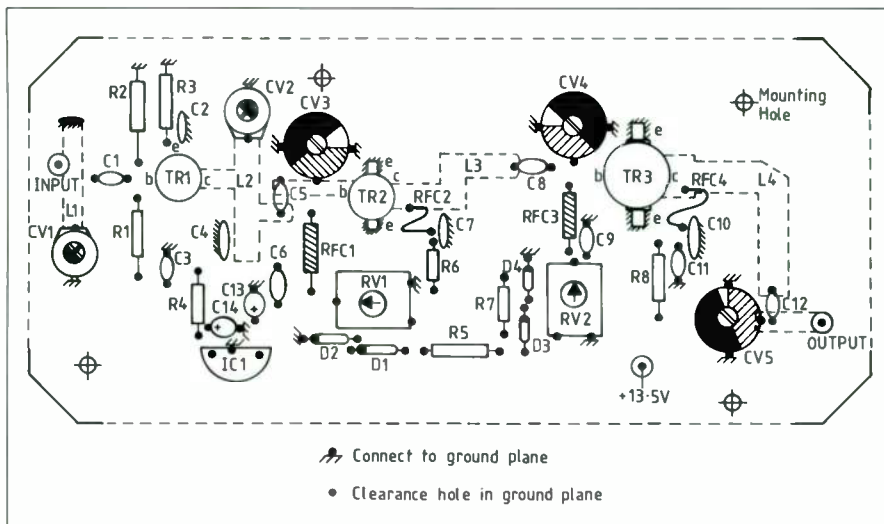 CV2
CV3
CV4
R2
R3
C2
Mounting
Hole
e
C1
INPUT
b
TR1
c
L2
C5
b
TR2
e
c
e
L3
C8
TR3
e
c
e
RFC4
L4
L1
CV1
R1
C3
C4
C6
RFC1
RFC2
C7
RFC3
C9
C10
R4
C13
+
C14
+
RV1
R6
R7
D4
RV2
R8
C11
C12
OUTPUT
IC1
D2
D1
R5
D3
+13·5V
CV5
Connect to ground plane
Clearance hole in ground plane